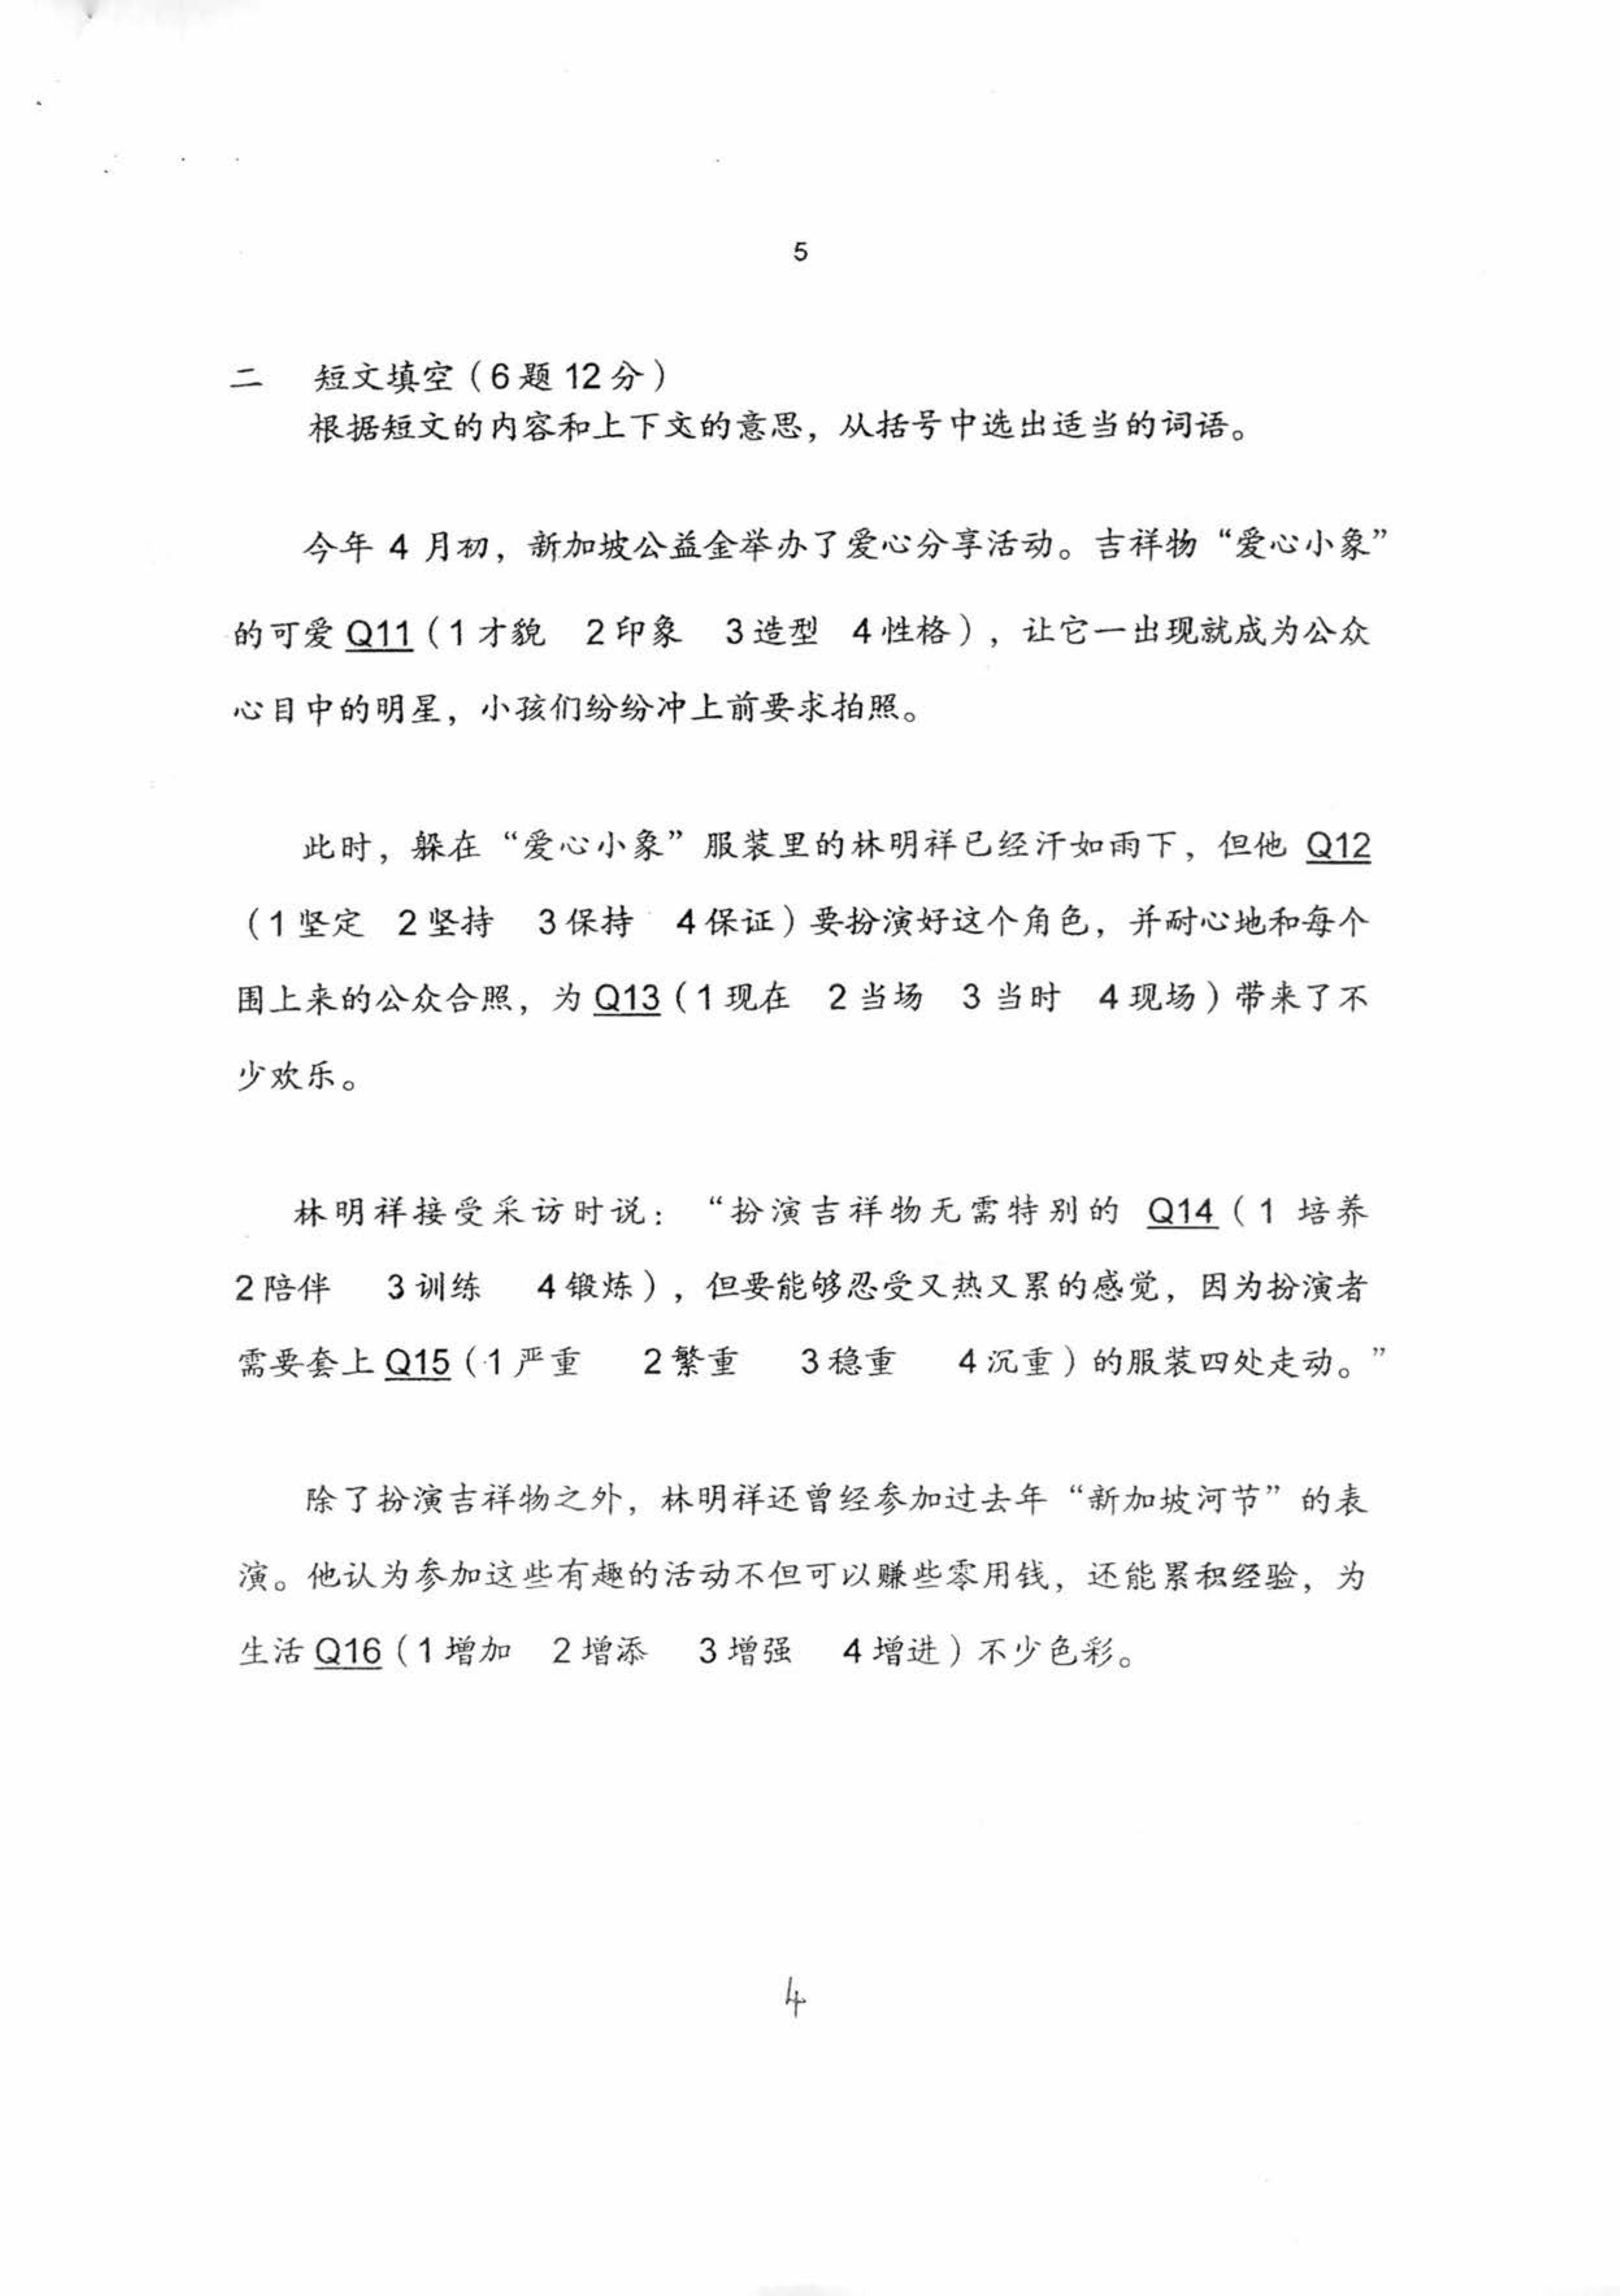 5
二 短文填空（6题12分）
根据短文的内容和上下文的意思，从括号中选出适当的词语。
今年 4 月初，新加坡公益金举办了爱心分享活动。吉祥物“爱心小象”
的可爱 Q11（1才貌 2印象 3造型 4性格），让它一出现就成为公众
心目中的明星，小孩们纷纷冲上前要求拍照。
此时，躲在“爱心小象”服装里的林明祥已经汗如雨下，但他 Q12
（1坚定 2坚持 3保持 4保证）要扮演好这个角色，并耐心地和每个
围上来的公众合照，为 Q13（1现在 2当场 3当时 4现场）带来了不
少欢乐。
林明祥接受采访时说：“扮演吉祥物无需特别的 Q14（1 培养
2陪伴 3训练 4锻炼），但要能够忍受又热又累的感觉，因为扮演者
需要套上 Q15（1严重 2繁重 3稳重 4沉重）的服装四处走动。”
除了扮演吉祥物之外，林明祥还曾经参加过去年“新加坡河节”的表
演。他认为参加这些有趣的活动不但可以赚些零用钱，还能累积经验，为
生活 Q16（1增加 2增添 3增强 4增进）不少色彩。
4